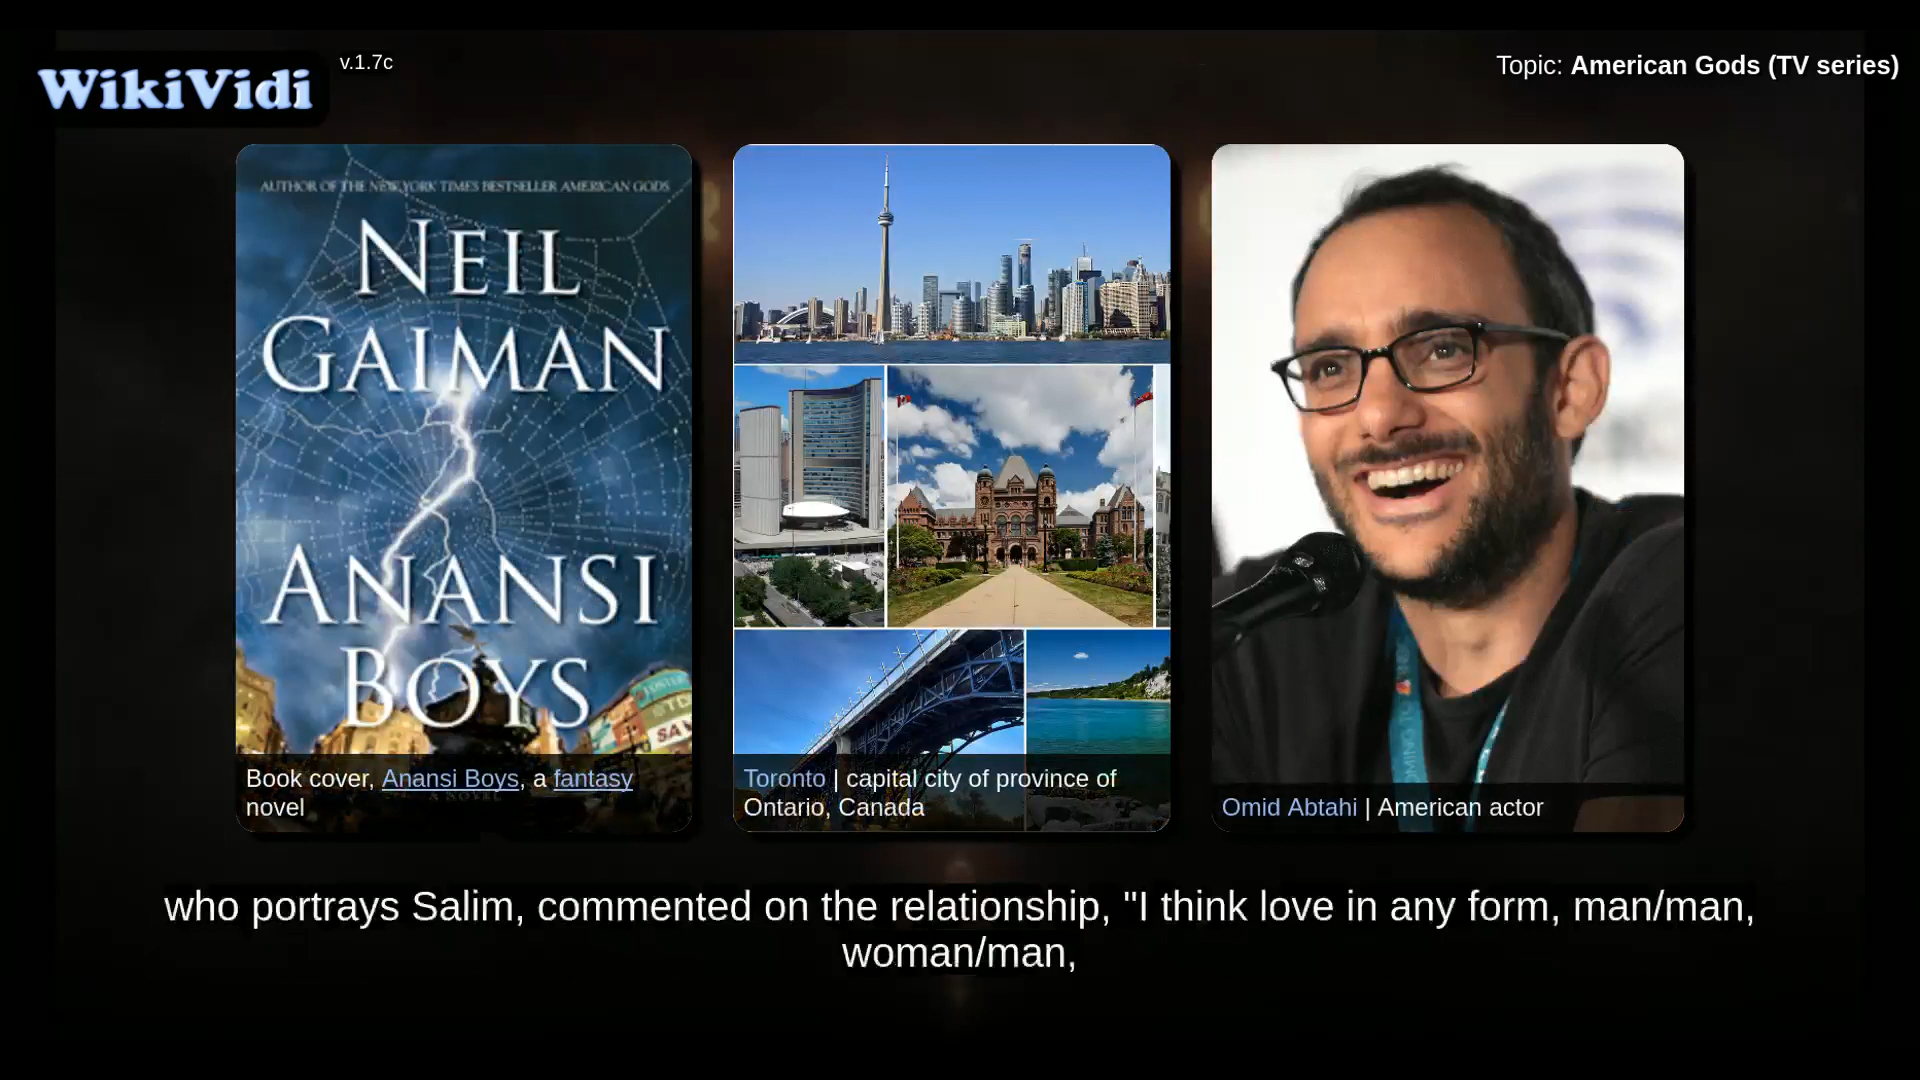 WikiVidi
v.1.7c
Topic: American Gods (TV series)
AUTHOR OF THE NEW YORK TIMES BESTSELLER AMERICAN GODS
NEIL
GAIMAN
ANANSI
BOYS
Book cover, Anansi Boys, a fantasy
novel
Toronto | capital city of province of
Ontario, Canada
Omid Abtahi | American actor
who portrays Salim, commented on the relationship, "I think love in any form, man/man,
woman/man,